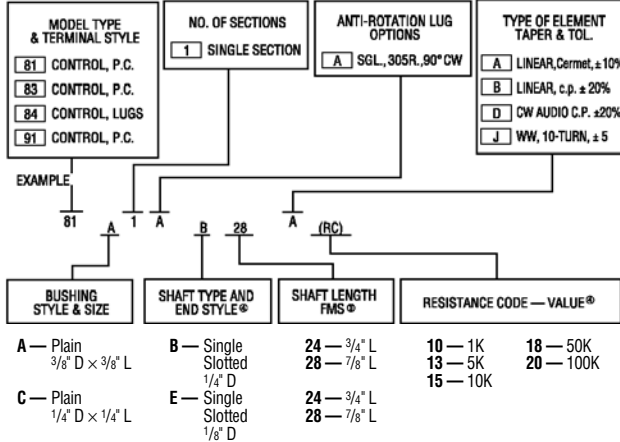 MODEL TYPE
& TERMINAL STYLE
81 CONTROL, P.C.
83 CONTROL, P.C.
84 CONTROL, LUGS
91 CONTROL, P.C.
NO. OF SECTIONS
1 SINGLE SECTION
ANTI-ROTATION LUG
OPTIONS
A SGL., 305R., 90° CW
TYPE OF ELEMENT
TAPER & TOL.
A LINEAR, Cermet, ±10%
B LINEAR, c.p. ± 20%
D CW AUDIO C.P. ±20%
J WW, 10-TURN, ± 5
EXAMPLE
81 A 1 A B 28 A (RC)
BUSHING
STYLE & SIZE
A — Plain
3/8" D × 3/8" L
C — Plain
1/4" D × 1/4" L
SHAFT TYPE AND
END STYLE④
B — Single
Slotted
1/4" D
E — Single
Slotted
1/8" D
SHAFT LENGTH
FMS
24 — 3/4" L
28 — 7/8" L
24 — 3/4" L
28 — 7/8" L
RESISTANCE CODE — VALUE④
10 — 1K 18 — 50K
13 — 5K 20 — 100K
15 — 10K